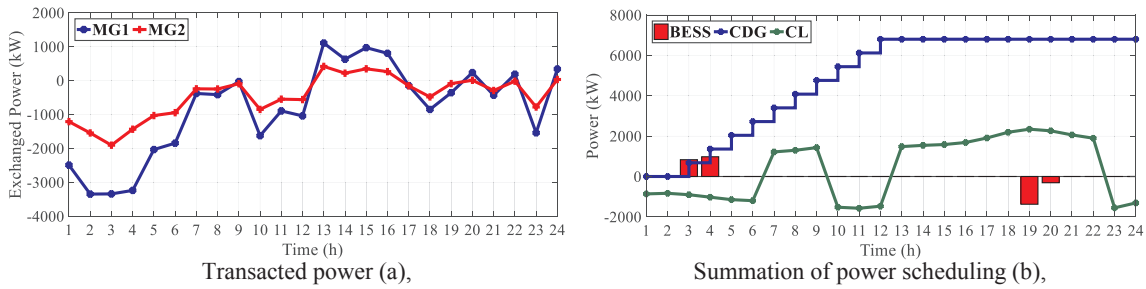 MG1 MG2
Exchanged Power (kW)
2000
1000
0
-1000
-2000
-3000
-4000
1 2 3 4 5 6 7 8 9 10 11 12 13 14 15 16 17 18 19 20 21 22 23 24
Time (h)
Transacted power (a),
BESS CDG CL
Power (kW)
8000
6000
4000
2000
0
-2000
1 2 3 4 5 6 7 8 9 10 11 12 13 14 15 16 17 18 19 20 21 22 23 24
Time (h)
Summation of power scheduling (b),